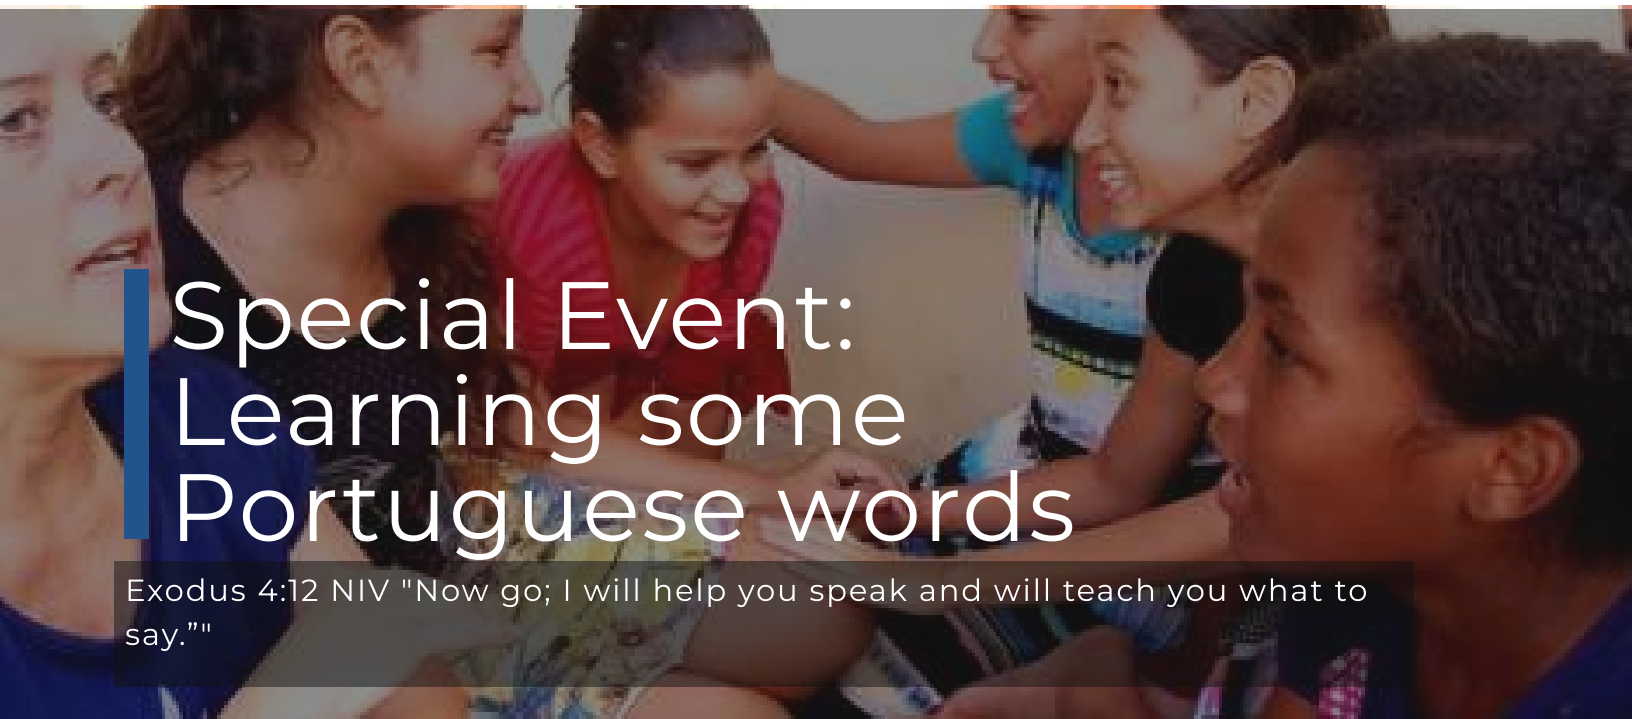 Special Event:
Learning some
Portuguese words
Exodus 4:12 NIV "Now go; I will help you speak and will teach you what to
say.”"